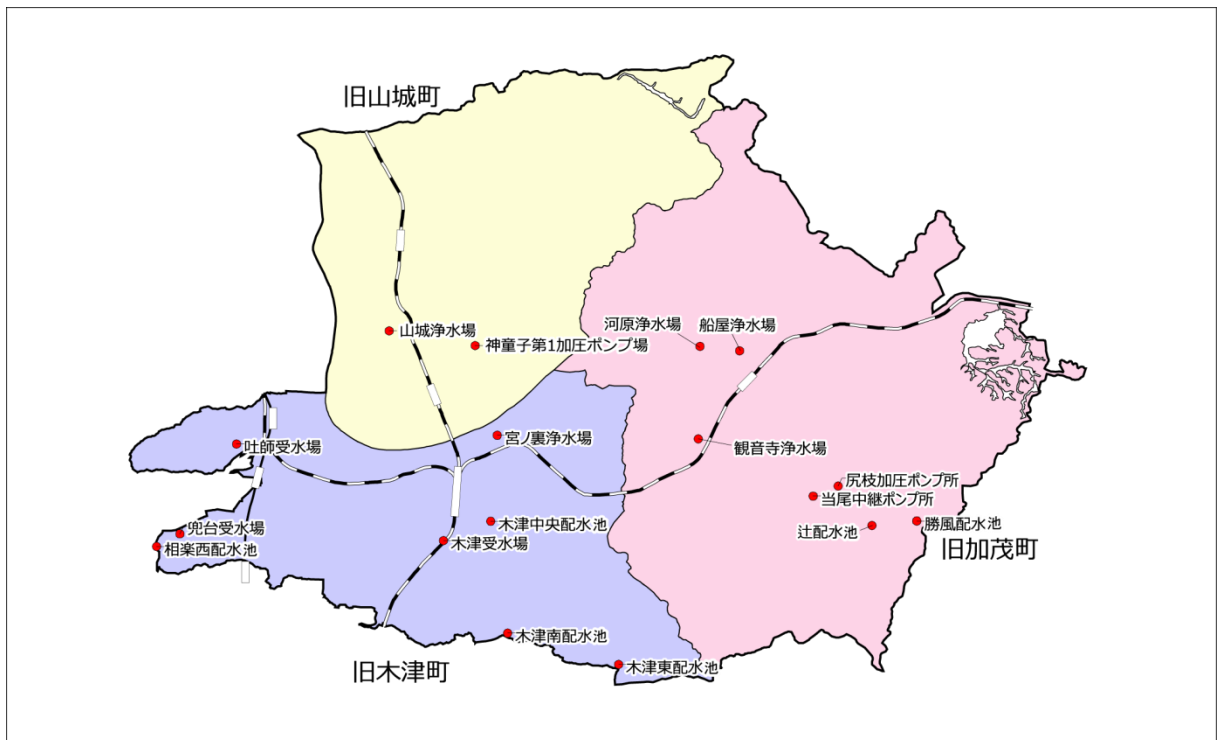 旧山城町
山城浄水場
神童子第1加圧ポンプ場
河原浄水場
船屋浄水場
宮ノ裏浄水場
吐師受水場
観音寺浄水場
尻枝加圧ポンプ所
当尾中継ポンプ所
兜台受水場
相楽西配水池
木津中央配水池
木津受水場
辻配水池
勝風配水池
旧加茂町
木津南配水池
木津東配水池
旧木津町